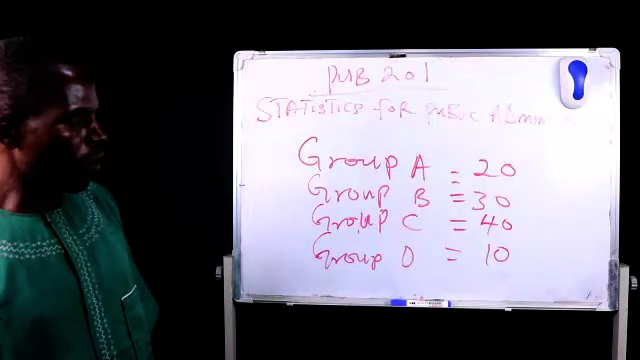 PUB 201
STATISTICS FOR PUBLIC ADMIN
Group A = 20
Group B = 30
Group C = 40
Group D = 10